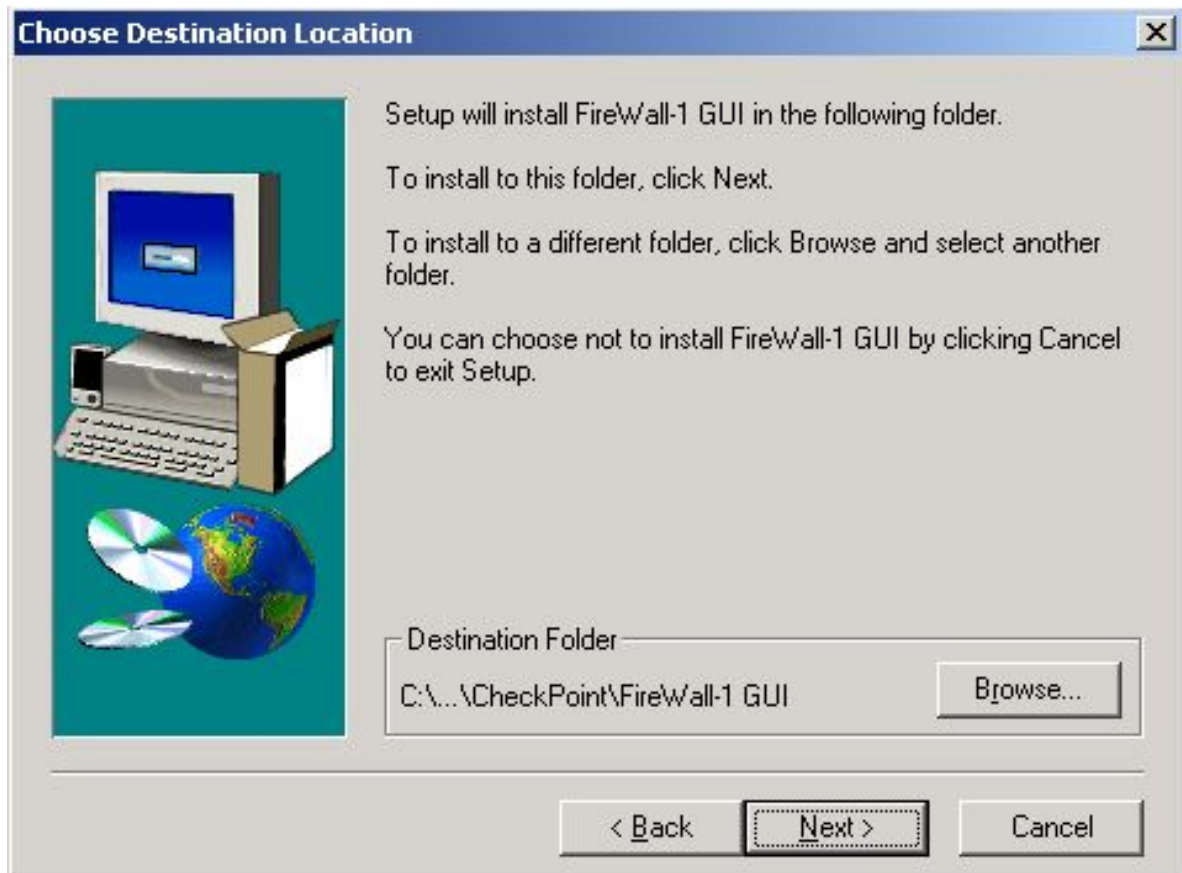 Choose Destination Location
Setup will install FireWall-1 GUI in the following folder.
To install to this folder, click Next.
To install to a different folder, click Browse and select another
folder.
You can choose not to install FireWall-1 GUI by clicking Cancel
to exit Setup.
Destination Folder
C:\...\CheckPoint\FireWall-1 GUI
Browse...
< Back
Next >
Cancel